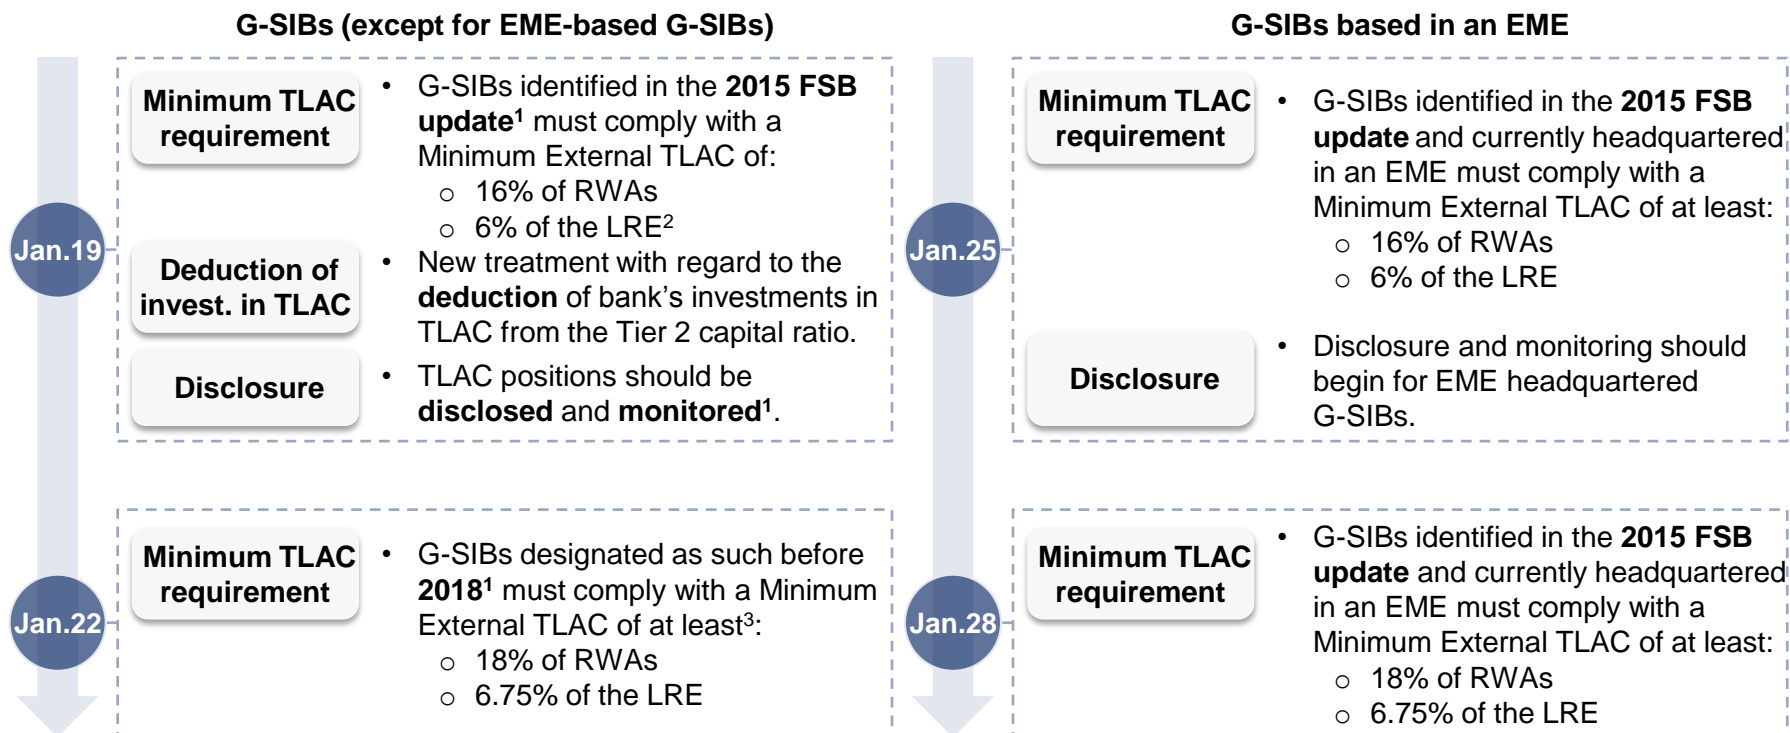 G-SIBs (except for EME-based G-SIBs)
Jan.19
Minimum TLAC
requirement
• G-SIBs identified in the 2015 FSB
update¹ must comply with a
Minimum External TLAC of:
o 16% of RWAs
o 6% of the LRE²
Deduction of
invest. in TLAC
• New treatment with regard to the
deduction of bank's investments in
TLAC from the Tier 2 capital ratio.
Disclosure
• TLAC positions should be
disclosed and monitored¹.
Jan.22
Minimum TLAC
requirement
• G-SIBs designated as such before
2018¹ must comply with a Minimum
External TLAC of at least³:
o 18% of RWAs
o 6.75% of the LRE
G-SIBs based in an EME
Jan.25
Minimum TLAC
requirement
• G-SIBs identified in the 2015 FSB
update and currently headquartered
in an EME must comply with a
Minimum External TLAC of at least:
o 16% of RWAs
o 6% of the LRE
Disclosure
• Disclosure and monitoring should
begin for EME headquartered
G-SIBs.
Jan.28
Minimum TLAC
requirement
• G-SIBs identified in the 2015 FSB
update and currently headquartered
in an EME must comply with a
Minimum External TLAC of at least:
o 18% of RWAs
o 6.75% of the LRE